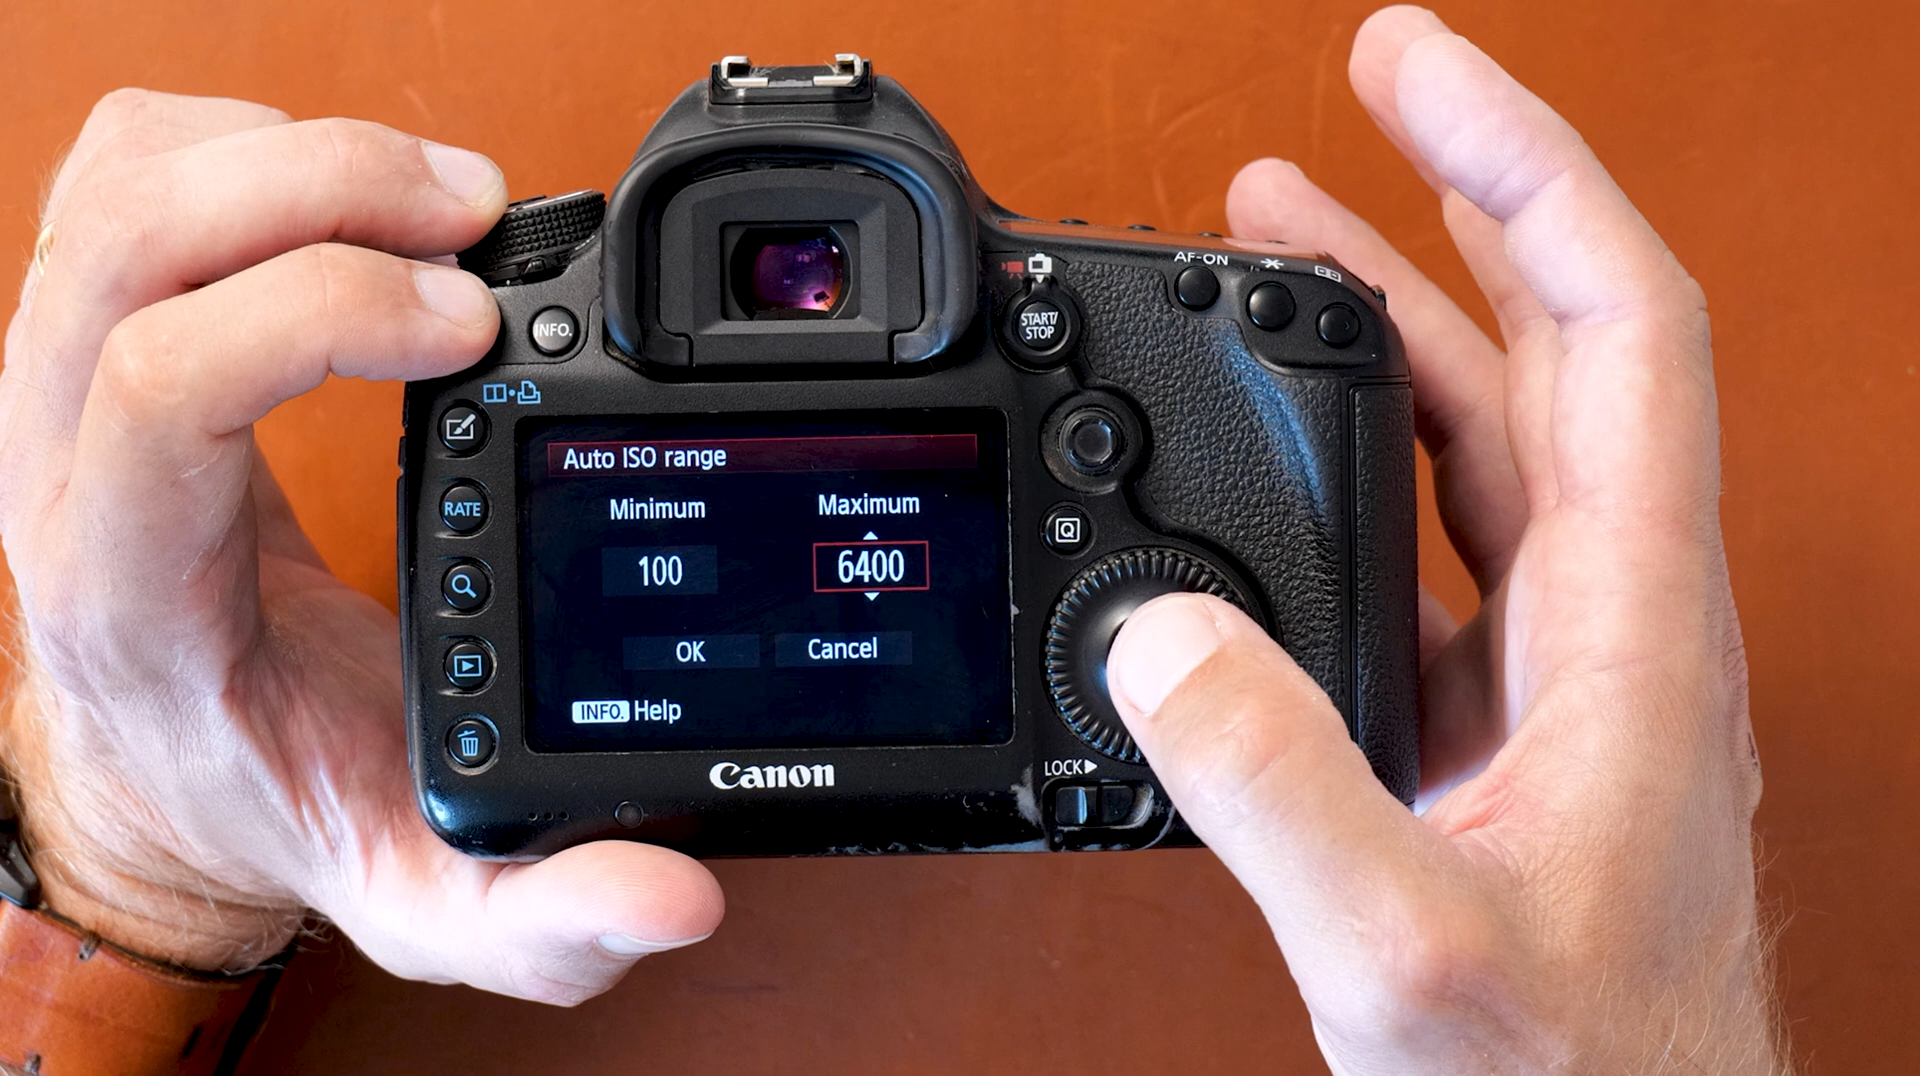 AF-ON
INFO.
START/
STOP
RATE
Q
Auto ISO range
Minimum
Maximum
100
6400
OK
Cancel
INFO. Help
LOCK
Canon